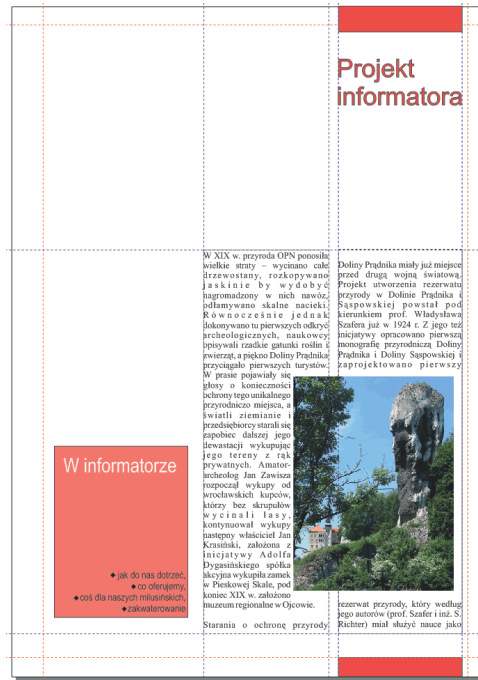 Projekt
informatora
W XIX w. przyroda OPN ponosiła
wielkie straty – wycinano całe
drzewostany, rozkopywano
jaskinie by wydobyć
nagromadzony w nich nawóz,
odłamywano skalne nacieki.
Równocześnie jednak
dokonywano tu pierwszych odkryć
archeologicznych, naukowcy
opisywali rzadkie gatunki roślin i
zwierząt, a piękno Doliny Prądnika
przyciągało pierwszych turystów.
W prasie pojawiały się
głosy o konieczności
ochrony tego unikalnego
przyrodniczo miejsca, a
światli ziemianie i
przedsiębiorcy starali się
zapobiec dalszej jego
dewastacji wykupując
jego tereny z rąk
prywatnych. Amator-
archeolog Jan Zawisza
rozpoczął wykupy od
wrocławskich kupców,
którzy bez skrupułów
wycinali lasy,
kontynuował wykupy
następny właściciel Jan
Krasiński, założona z
inicjatywy Adolfa
Dygasińskiego spółka
akcyjna wykupiła zamek
w Pieskowej Skale, pod
koniec XIX w. założono
muzeum regionalne w Ojcowie.
Starania o ochronę przyrody
Doliny Prądnika miały już miejsce
przed drugą wojną światową.
Projekt utworzenia rezerwatu
przyrody w Dolinie Prądnika i
Sąspowskiej powstał pod
kierunkiem prof. Władysława
Szafera już w 1924 r. Z jego też
inicjatywy opracowano pierwszą
monografię przyrodniczą Doliny
Prądnika i Doliny Sąspowskiej i
zaprojektowano pierwszy
rezerwat przyrody, który według
jego autorów (prof. Szafer i inż. S.
Richter) miał służyć nauce jako
W informatorze
◆ jak do nas dotrzeć,
◆ co oferujemy,
◆ coś dla naszych milusińskich,
◆ zakwaterowanie